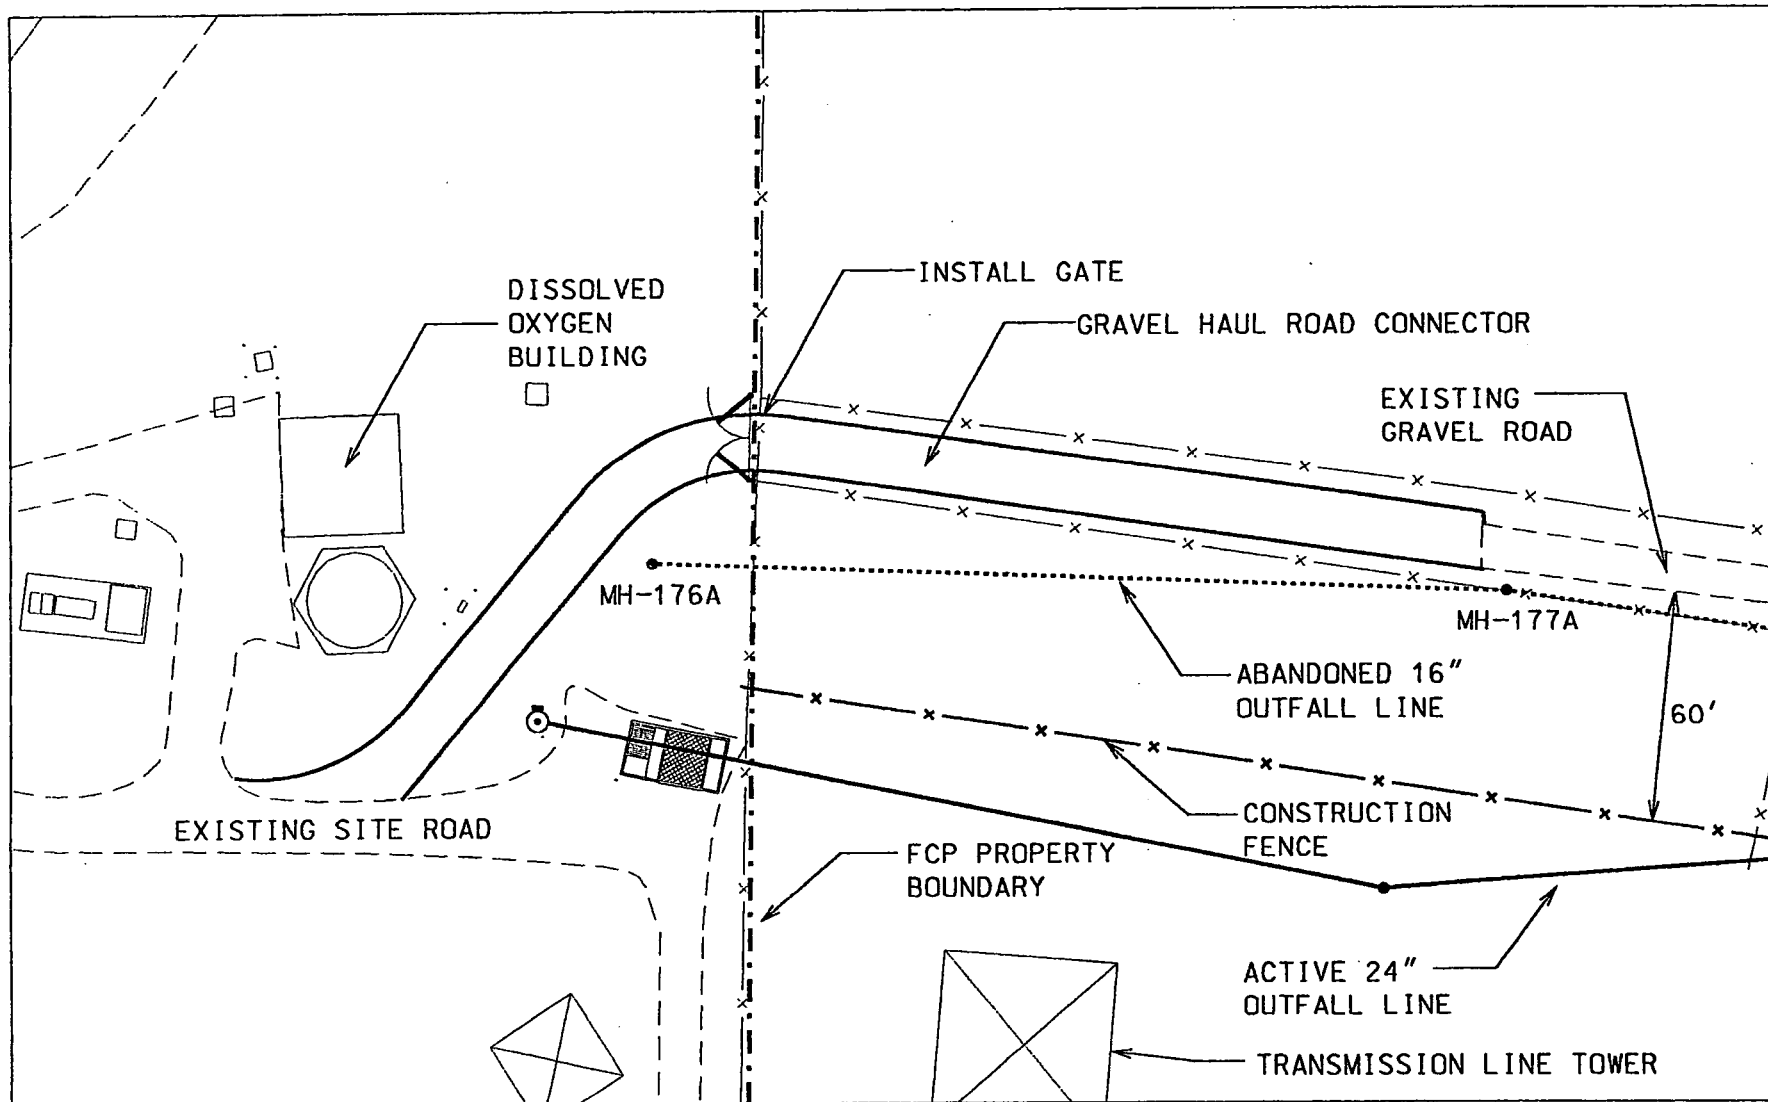 INSTALL GATE
DISSOLVED
OXYGEN
BUILDING
GRAVEL HAUL ROAD CONNECTOR
EXISTING
GRAVEL ROAD
MH-176A
MH-177A
ABANDONED 16"
OUTFALL LINE
60'
CONSTRUCTION
FENCE
EXISTING SITE ROAD
FCP PROPERTY
BOUNDARY
ACTIVE 24"
OUTFALL LINE
TRANSMISSION LINE TOWER